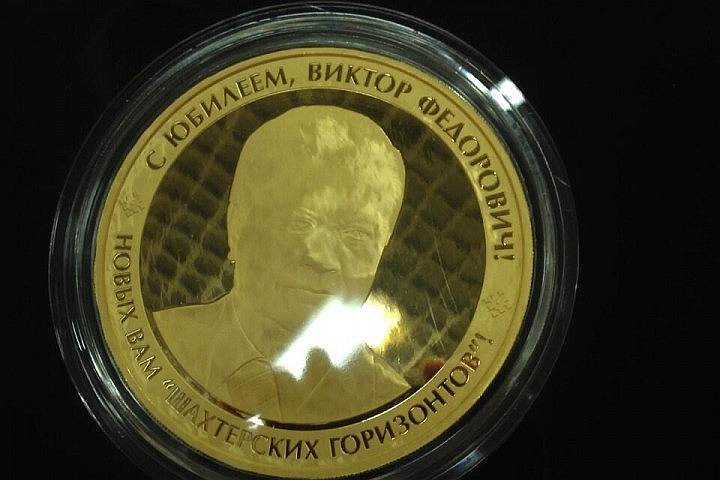 С ЮБИЛЕЕМ, ВИКТОР ФЕДОРОВИЧ!
НОВЫХ ВАМ "ШАХТЕРСКИХ ГОРИЗОНТОВ"!